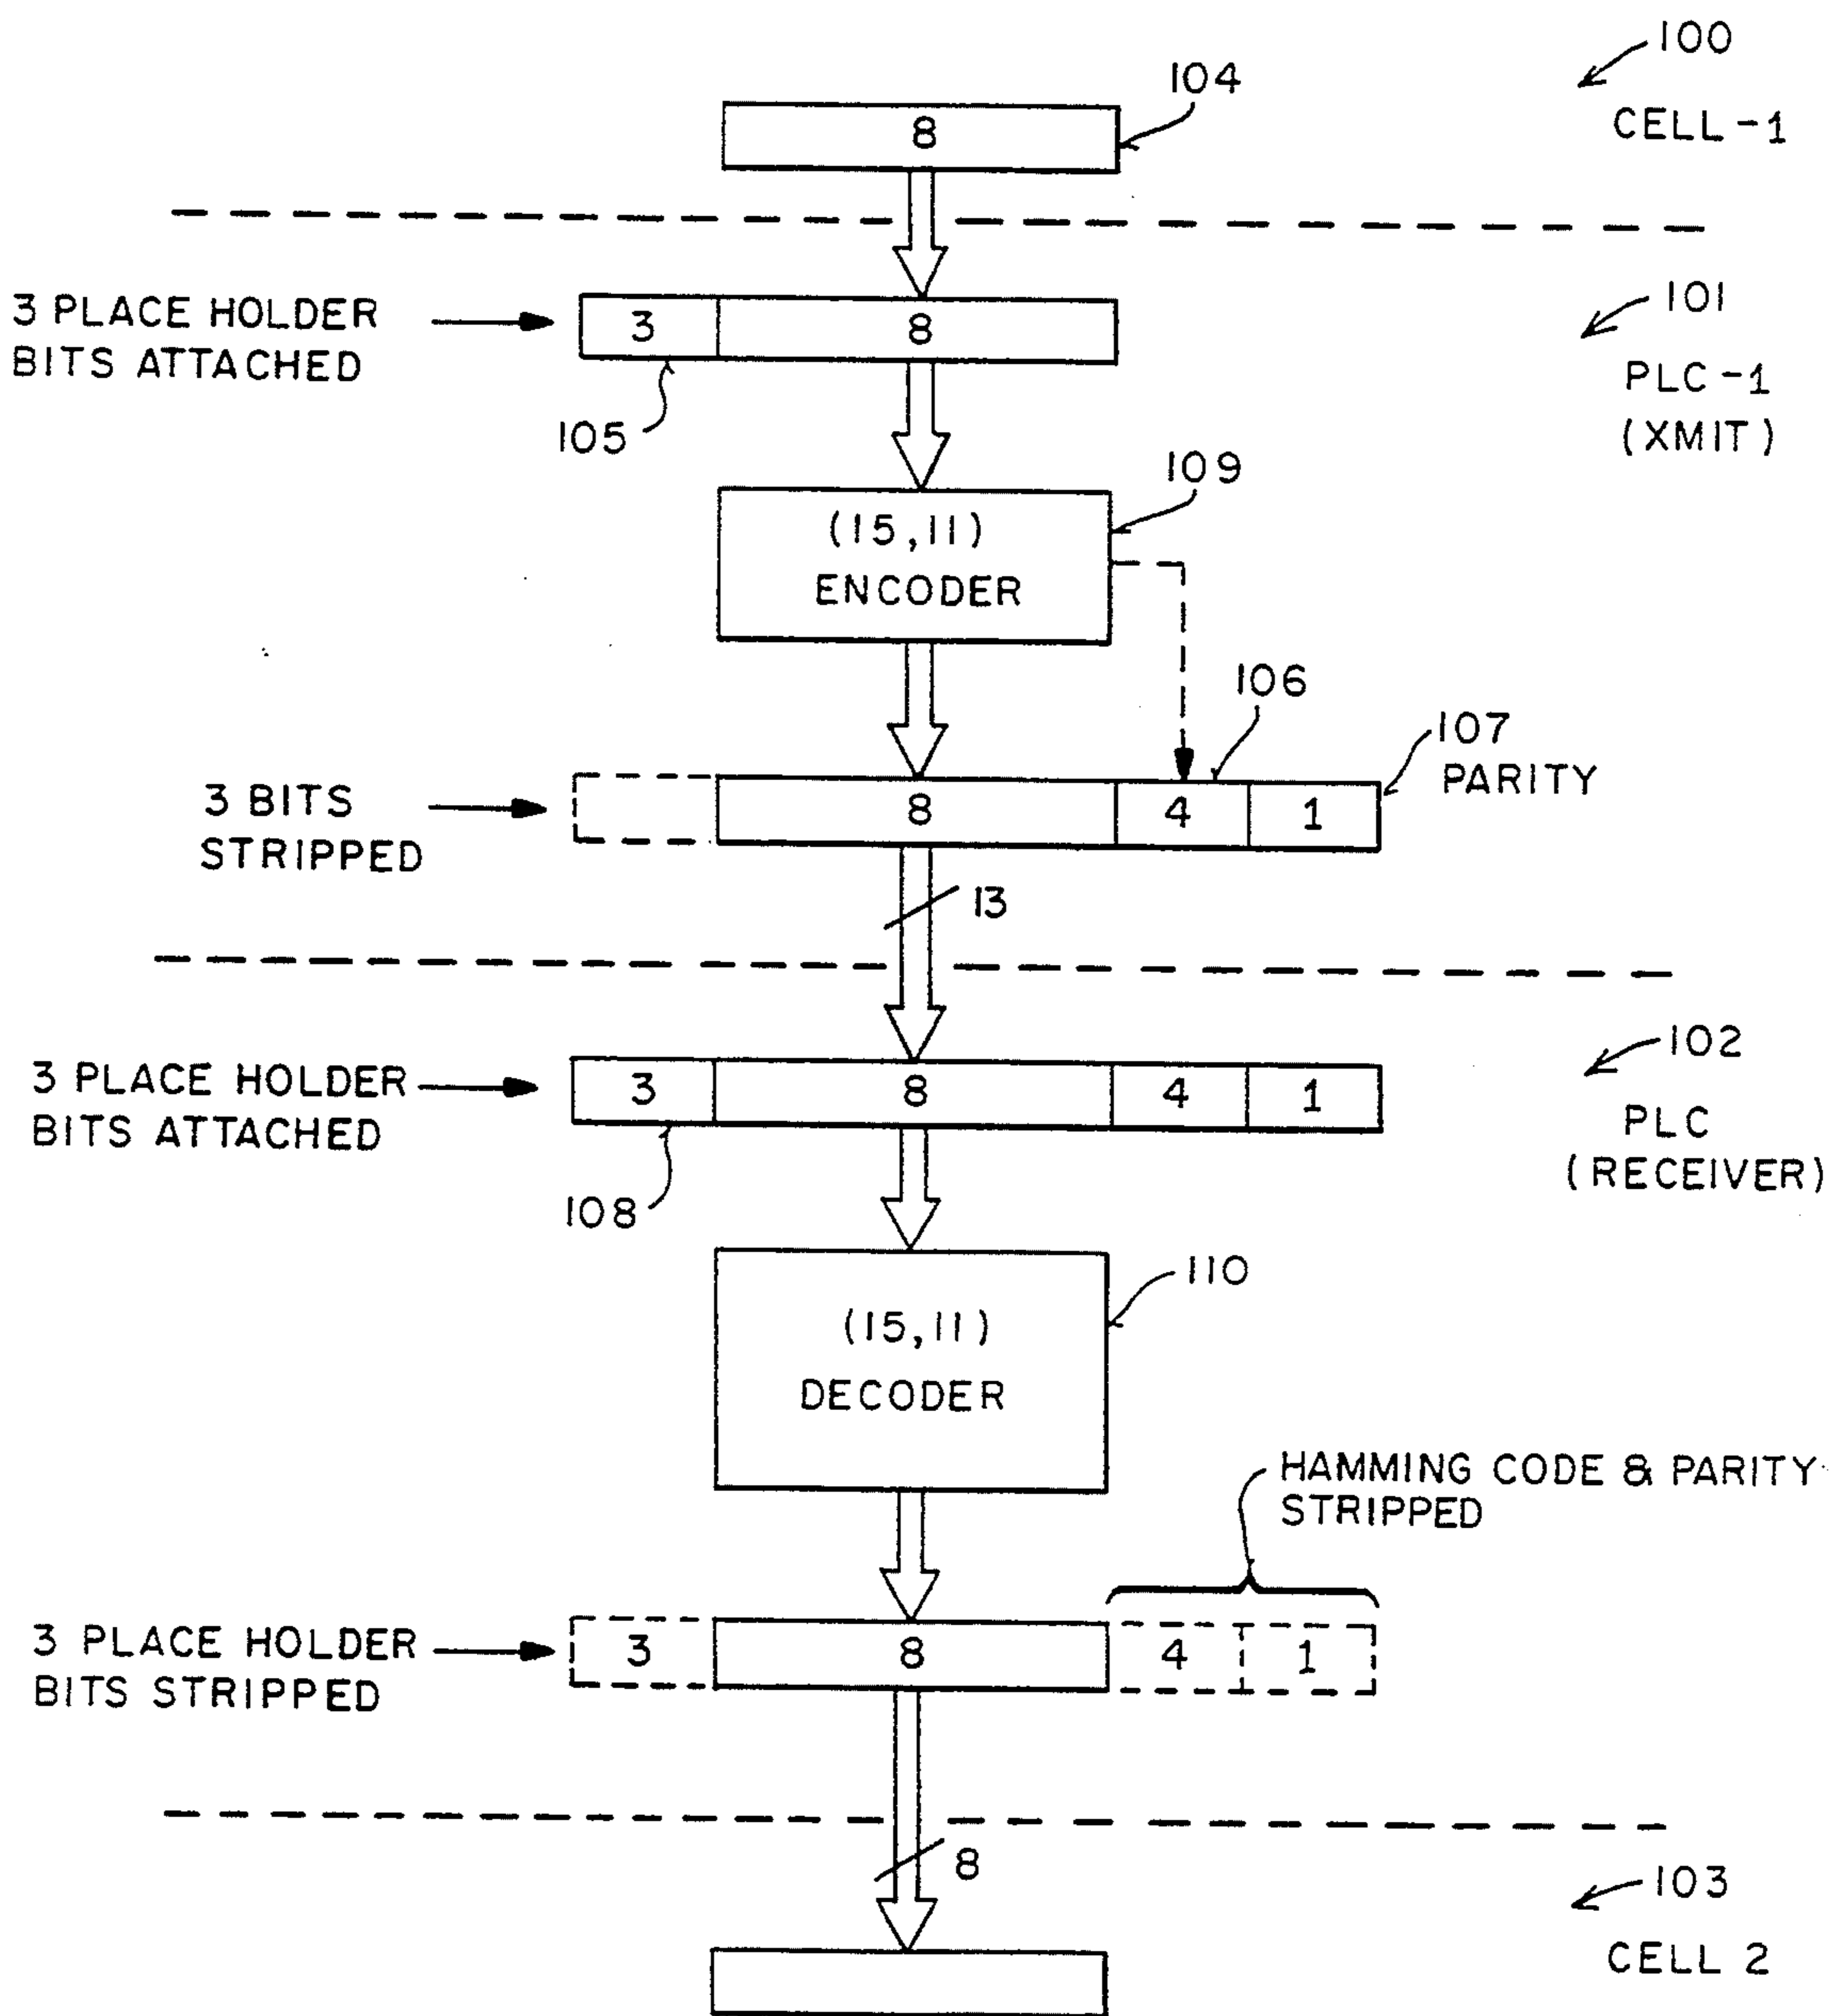 100
CELL-1
104
8
3 PLACE HOLDER
BITS ATTACHED
3
8
101
PLC-1
(XMIT)
105
109
(15,11)
ENCODER
106
107
PARITY
3 BITS
STRIPPED
8
4
1
13
3 PLACE HOLDER
BITS ATTACHED
3
8
4
1
102
PLC
(RECEIVER)
108
110
(15,11)
DECODER
HAMMING CODE & PARITY
STRIPPED
3 PLACE HOLDER
BITS STRIPPED
3
8
4
1
8
103
CELL 2